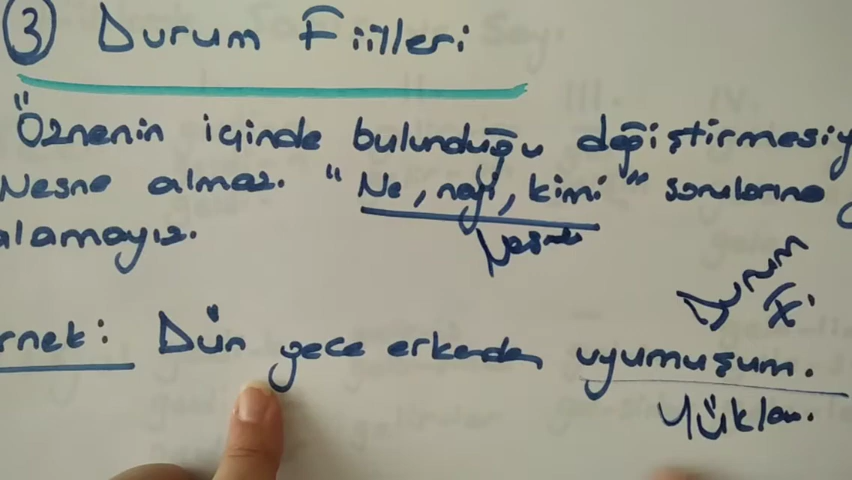 ③ Durum Fiilleri
"Öznenin içinde bulunduğu değiştirmesiy
Nesne almaz. "Ne, neyi, kimi" sorularına
alamayız.
Nesne
Durum
rnek: Dün gece erkenden uyumuşum.
Yüklem.